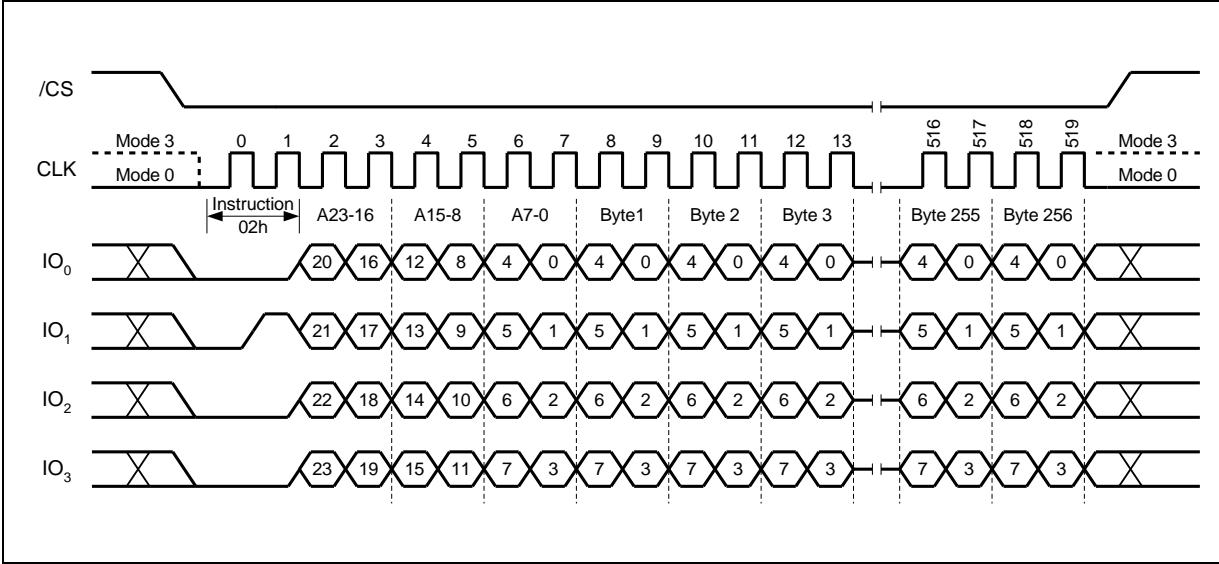 /CS
Mode 3 0 1 2 3 4 5 6 7 8 9 10 11 12 13 516 517 518 519 Mode 3
CLK
Mode 0 Mode 0
Instruction
02h
A23-16 A15-8 A7-0 Byte1 Byte 2 Byte 3 Byte 255 Byte 256
IO0 20 16 12 8 4 0 4 0 4 0 4 0 4 0 4 0
IO1 21 17 13 9 5 1 5 1 5 1 5 1 5 1 5 1
IO2 22 18 14 10 6 2 6 2 6 2 6 2 6 2 6 2
IO3 23 19 15 11 7 3 7 3 7 3 7 3 7 3 7 3